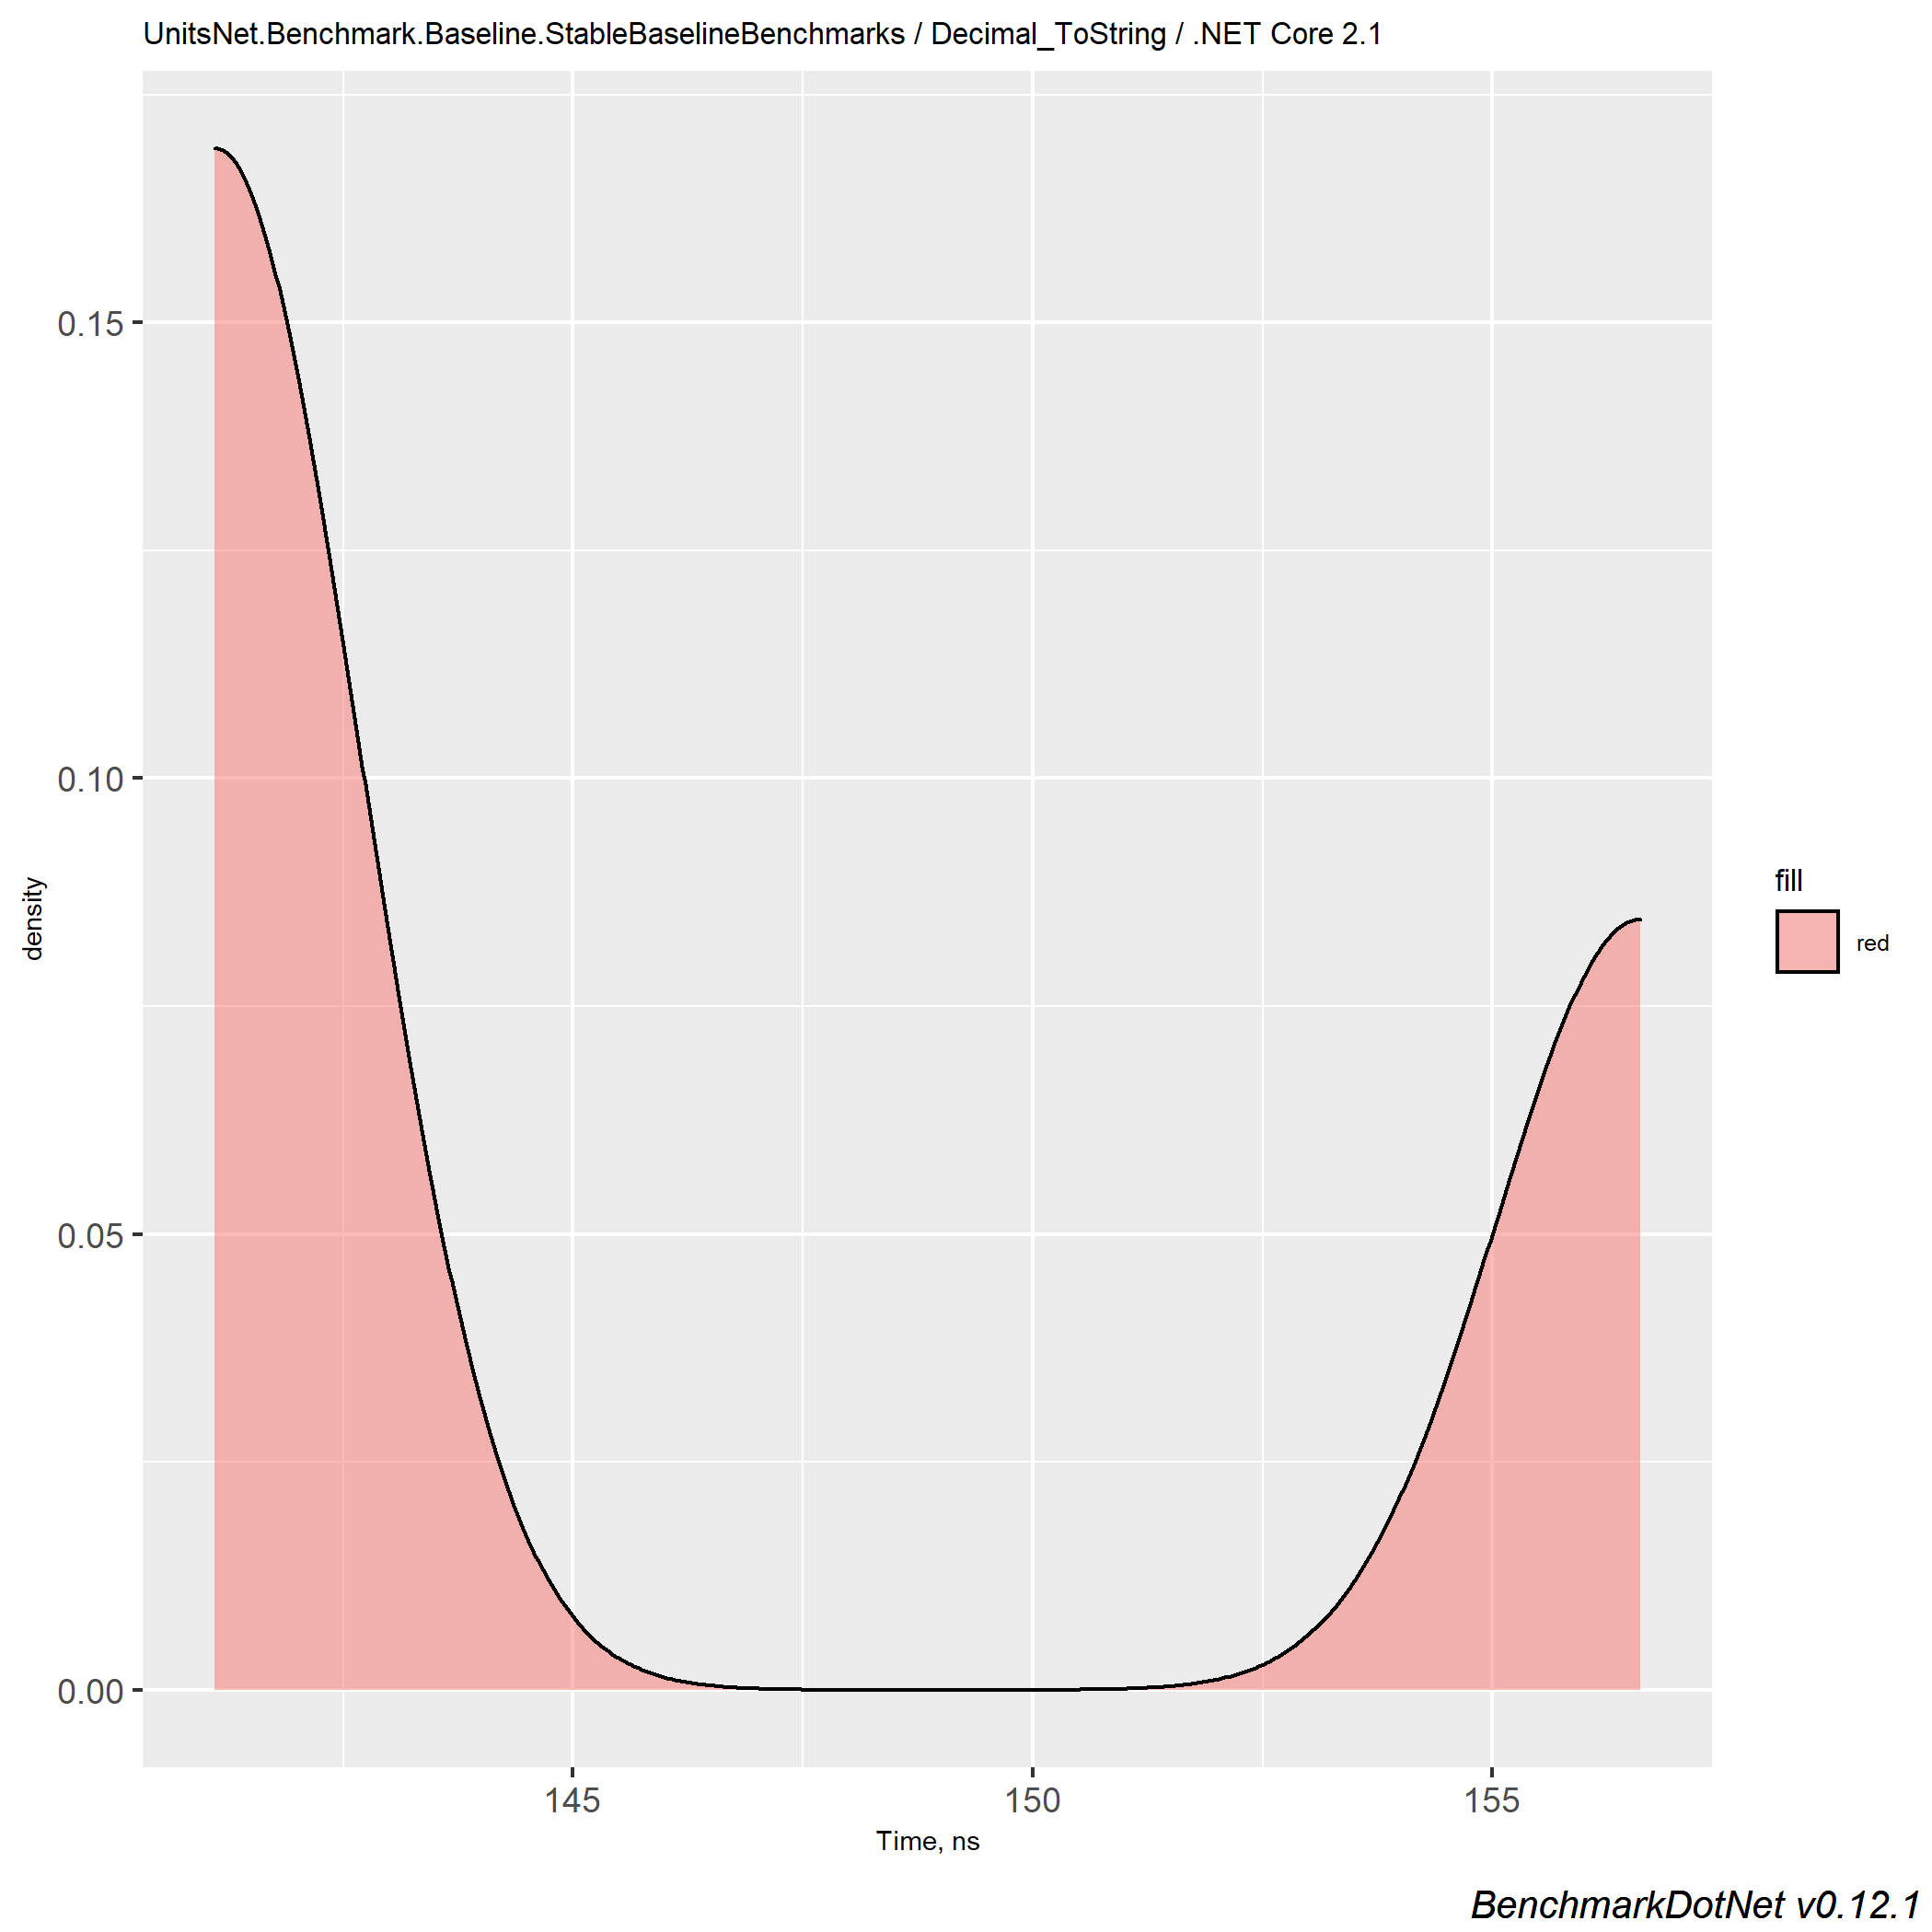 UnitsNet.Benchmark.Baseline.StableBaselineBenchmarks / Decimal_ToString / .NET Core 2.1
0.15
0.10
0.05
0.00
density
145 150 155
Time, ns
fill
red
BenchmarkDotNet v0.12.1